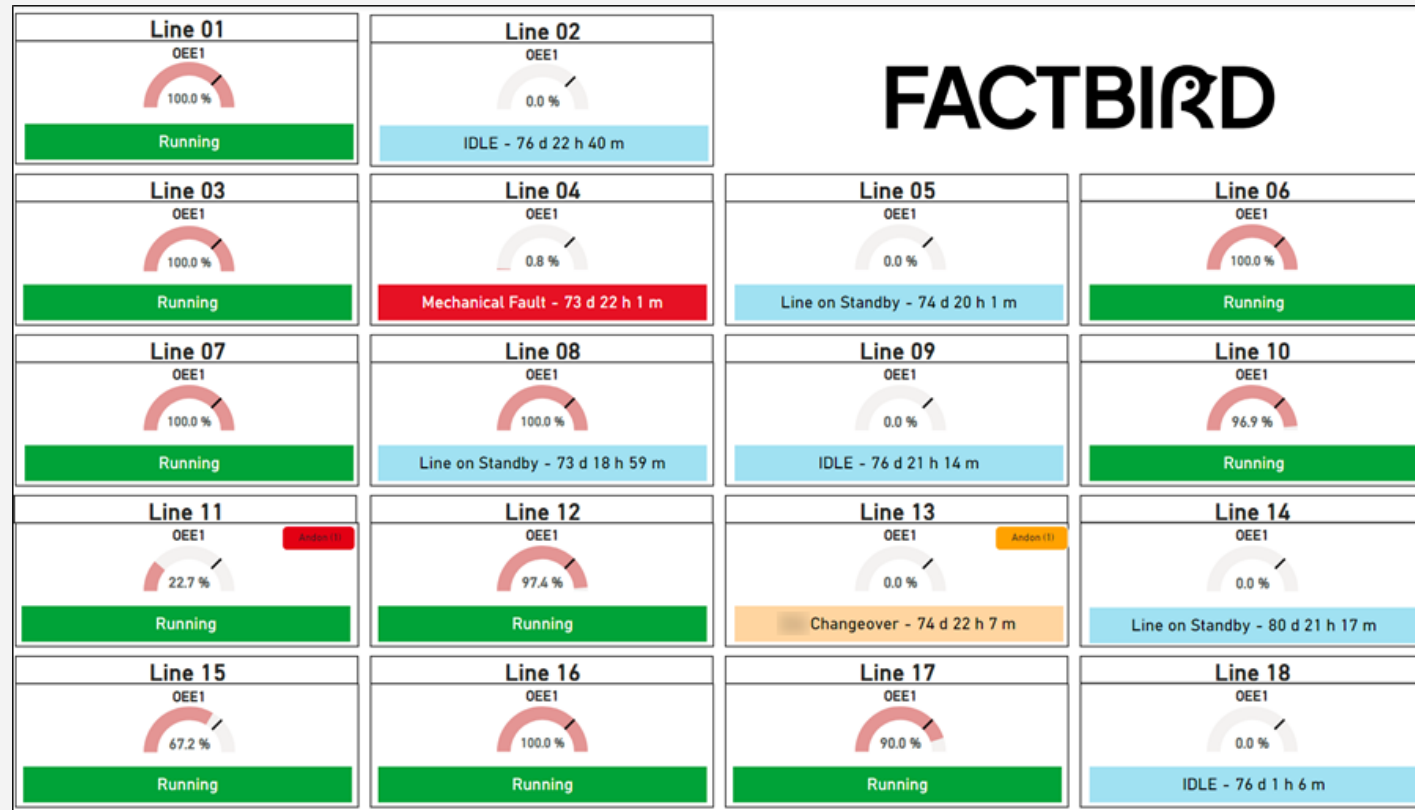 Line 01
OEE1
100.0 %
Running
Line 02
OEE1
0.0 %
IDLE - 76 d 22 h 40 m
FACTBIRD
Line 03
OEE1
100.0 %
Running
Line 04
OEE1
0.8 %
Mechanical Fault - 73 d 22 h 1 m
Line 05
OEE1
0.0 %
Line on Standby - 74 d 20 h 1 m
Line 06
OEE1
100.0 %
Running
Line 07
OEE1
100.0 %
Running
Line 08
OEE1
100.0 %
Line on Standby - 73 d 18 h 59 m
Line 09
OEE1
0.0 %
IDLE - 76 d 21 h 14 m
Line 10
OEE1
96.9 %
Running
Line 11
OEE1
Andon (1)
22.7 %
Running
Line 12
OEE1
97.4 %
Running
Line 13
OEE1
Andon (1)
0.0 %
Changeover - 74 d 22 h 7 m
Line 14
OEE1
0.0 %
Line on Standby - 80 d 21 h 17 m
Line 15
OEE1
67.2 %
Running
Line 16
OEE1
100.0 %
Running
Line 17
OEE1
90.0 %
Running
Line 18
OEE1
0.0 %
IDLE - 76 d 1 h 6 m